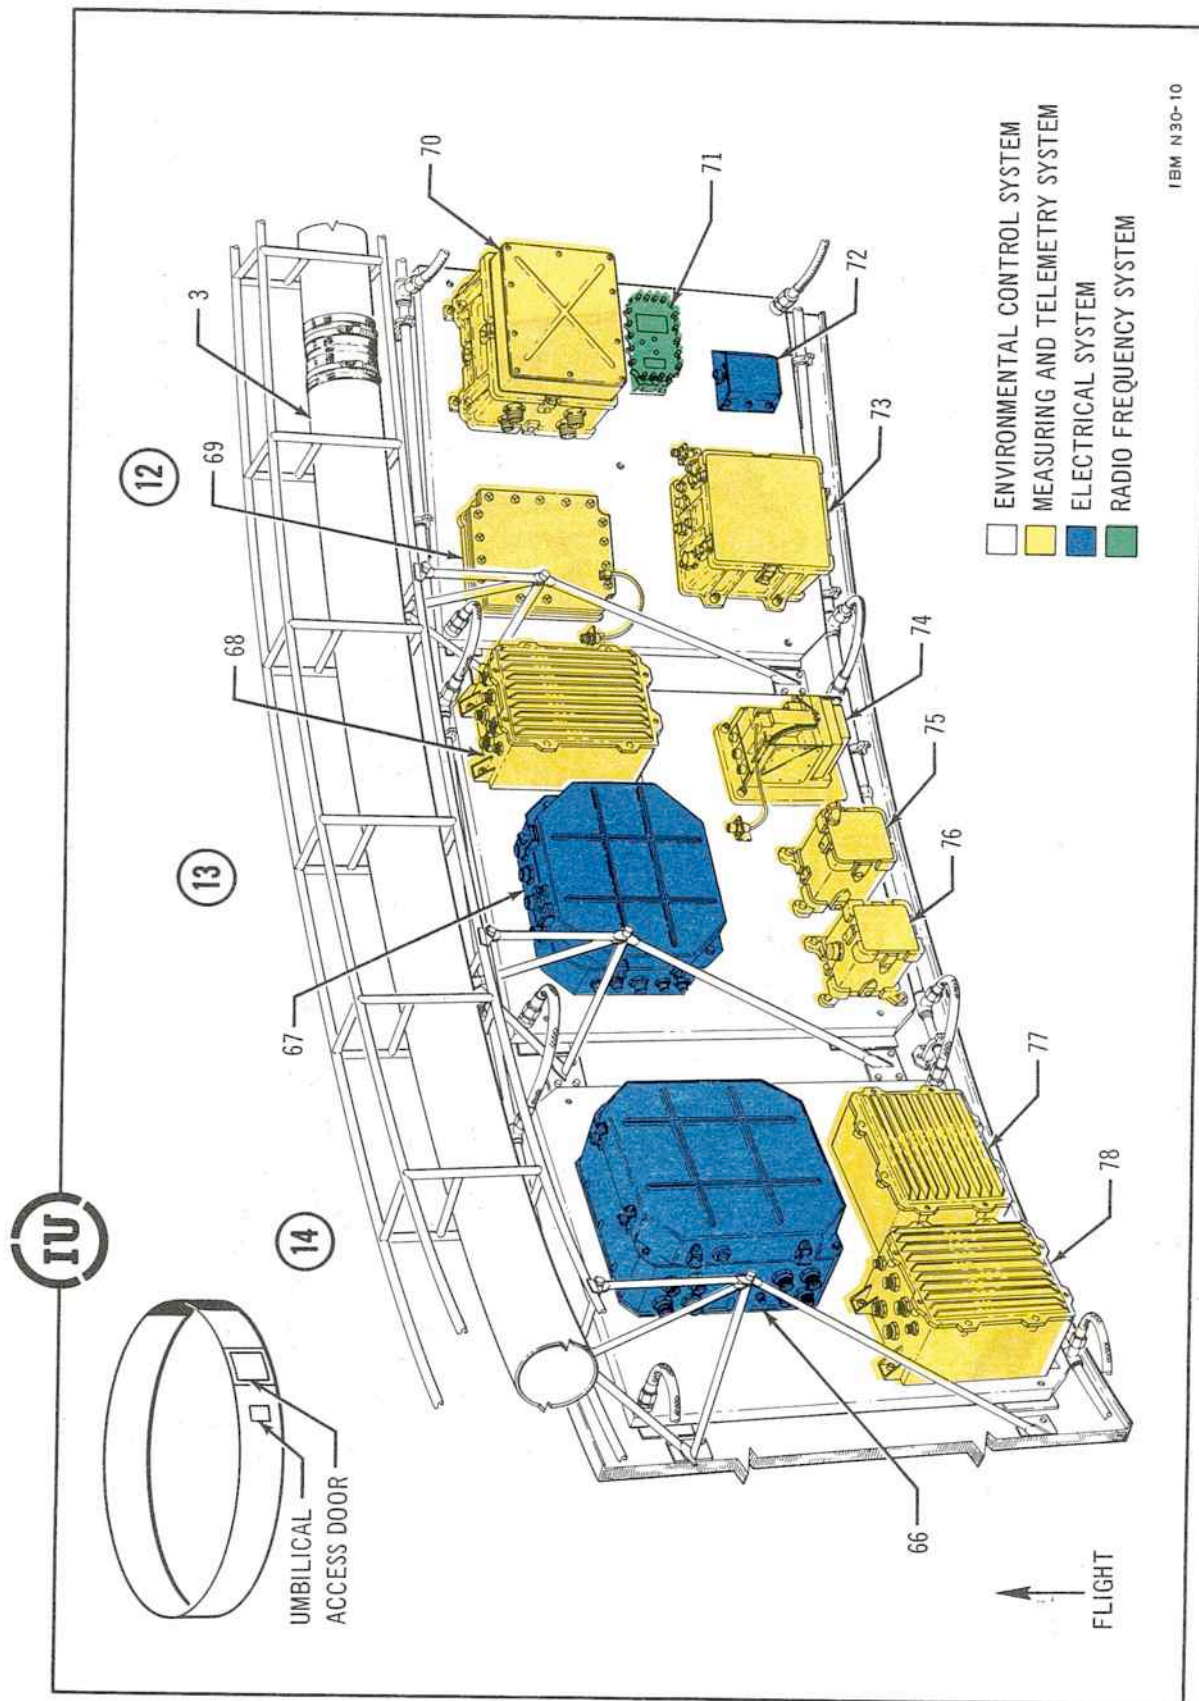 IU
UMBILICAL
ACCESS DOOR
FLIGHT
14
13
12
3
66
67
68
69
70
71
72
73
74
75
76
77
78
ENVIRONMENTAL CONTROL SYSTEM
MEASURING AND TELEMETRY SYSTEM
ELECTRICAL SYSTEM
RADIO FREQUENCY SYSTEM
IBM N30-10